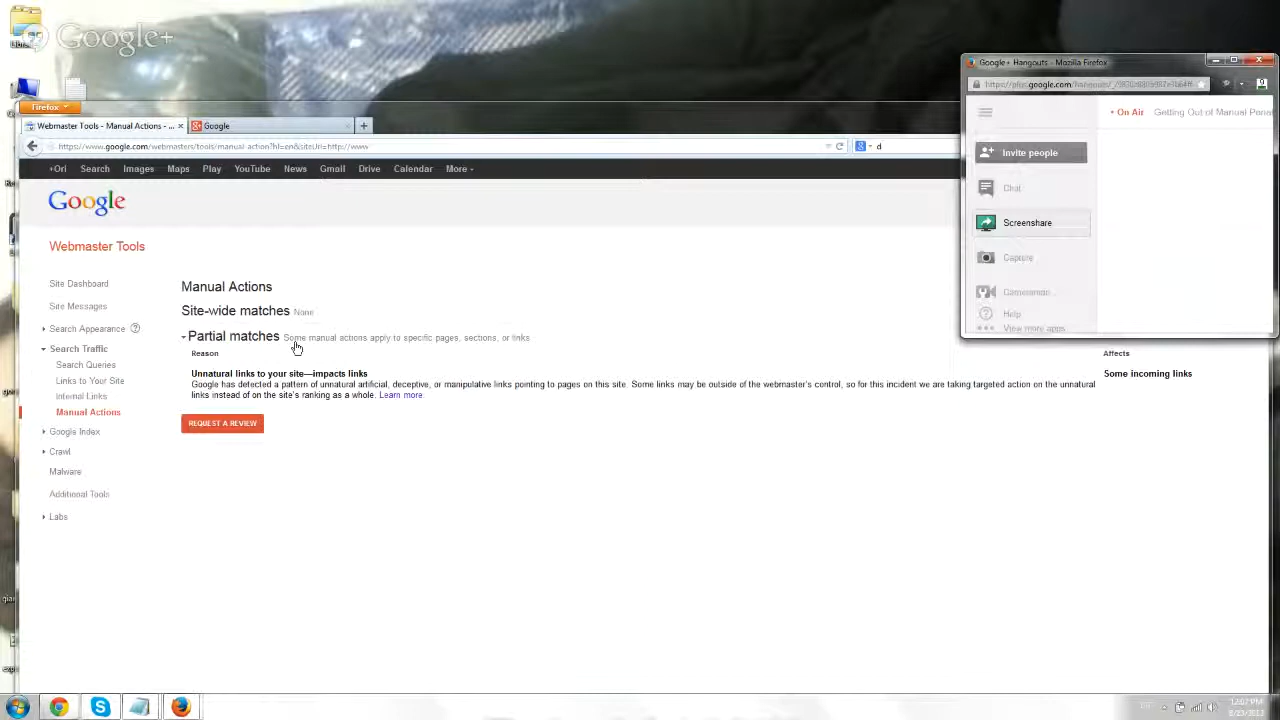 Google+
Google+ Hangouts - Mozilla Firefox
Firefox
Webmaster Tools - Manual Actions - ...
Google
https://www.google.com/webmasters/tools/manual-action?hl=en&siteUrl=http://www
d
On Air
Getting Out of Manual
Invite people
Chat
Screenshare
Capture
Help
View more apps
+Ori Search Images Maps Play YouTube News Gmail Drive Calendar More
Google
Webmaster Tools
Site Dashboard
Site Messages
Search Appearance
Search Traffic
Search Queries
Links to Your Site
Internal Links
Manual Actions
Google Index
Crawl
Malware
Additional Tools
Labs
Manual Actions
Site-wide matches None
Partial matches Some manual actions apply to specific pages, sections, or links
Reason Affects
Unnatural links to your site—impacts links Some incoming links
Google has detected a pattern of unnatural artificial, deceptive, or manipulative links pointing to pages on this site. Some links may be outside of the webmaster's control, so for this incident we are taking targeted action on the unnatural
links instead of on the site's ranking as a whole. Learn more
REQUEST A REVIEW
12:07 PM